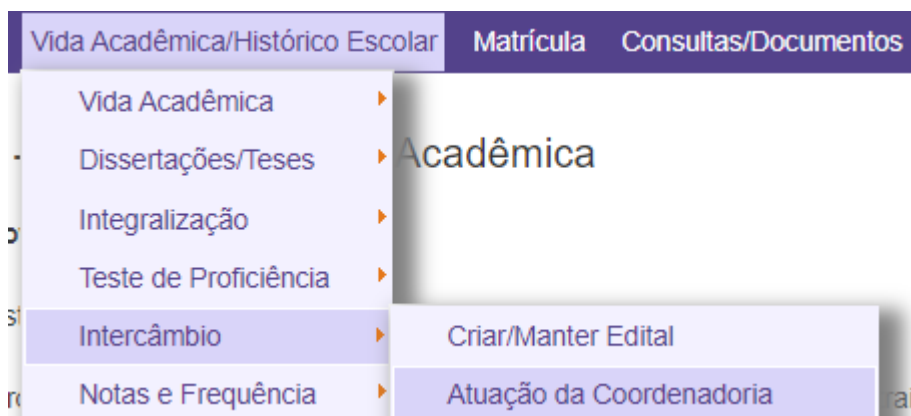 Vida Acadêmica/Histórico Escolar Matrícula Consultas/Documentos
Vida Acadêmica
Acadêmica
Dissertações/Teses
Integralização
Teste de Proficiência
Intercâmbio
Criar/Manter Edital
Notas e Frequência
Atuação da Coordenadoria